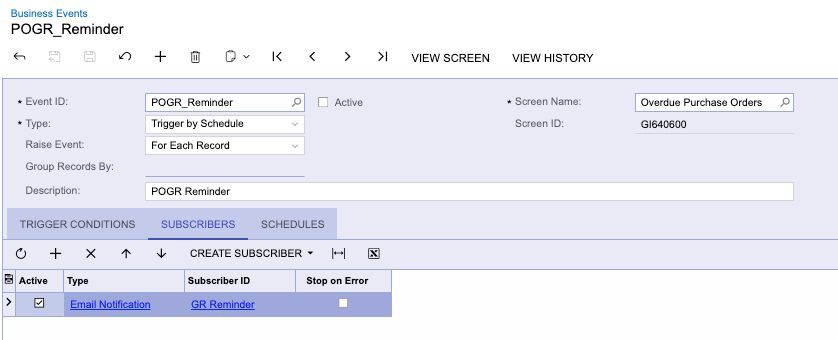 Business Events
POGR_Reminder
VIEW SCREEN VIEW HISTORY
* Event ID: POGR_Reminder Active * Screen Name: Overdue Purchase Orders
* Type: Trigger by Schedule Screen ID: GI640600
Raise Event: For Each Record
Group Records By:
Description: POGR Reminder
TRIGGER CONDITIONS SUBSCRIBERS SCHEDULES
CREATE SUBSCRIBER
Active Type Subscriber ID Stop on Error
Email Notification GR Reminder